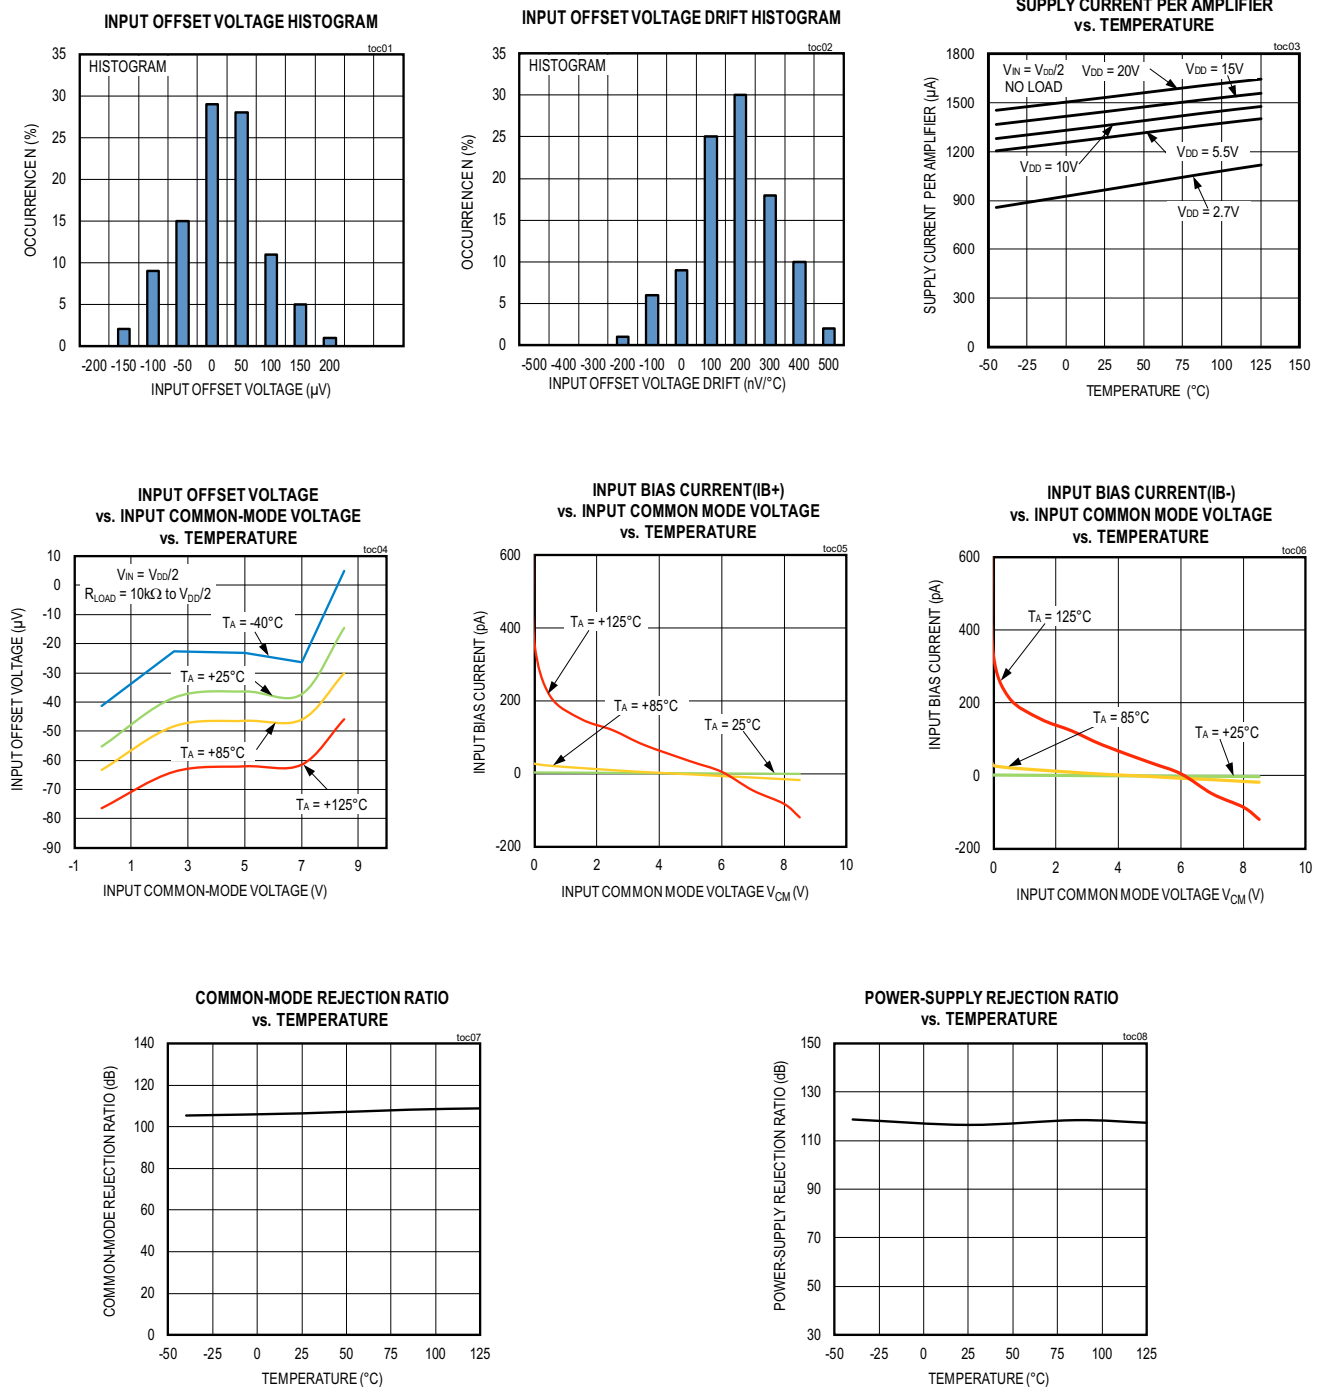 INPUT OFFSET VOLTAGE HISTOGRAM
toc01
HISTOGRAM
35
30
25
20
15
10
5
0
OCCURRENCE N (%)
-200 -150 -100 -50 0 50 100 150 200
INPUT OFFSET VOLTAGE (µV)
INPUT OFFSET VOLTAGE DRIFT HISTOGRAM
toc02
HISTOGRAM
35
30
25
20
15
10
5
0
OCCURRENCE N (%)
-500 -400 -300 -200 -100 0 100 200 300 400 500
INPUT OFFSET VOLTAGE DRIFT (nV/°C)
SUPPLY CURRENT PER AMPLIFIER
vs. TEMPERATURE
toc03
1800
1500
1200
900
600
300
0
SUPPLY CURRENT PER AMPLIFIER (µA)
VIN = VDD/2
NO LOAD
VDD = 20V
VDD = 15V
VDD = 10V
VDD = 5.5V
VDD = 2.7V
-50 -25 0 25 50 75 100 125 150
TEMPERATURE (°C)
INPUT OFFSET VOLTAGE
vs. INPUT COMMON-MODE VOLTAGE
vs. TEMPERATURE
toc04
10
0
-10
-20
-30
-40
-50
-60
-70
-80
-90
INPUT OFFSET VOLTAGE (µV)
VIN = VDD/2
RLOAD = 10kΩ to VDD/2
TA = -40°C
TA = +25°C
TA = +85°C
TA = +125°C
-1 1 3 5 7 9
INPUT COMMON-MODE VOLTAGE (V)
INPUT BIAS CURRENT(IB+)
vs. INPUT COMMON MODE VOLTAGE
vs. TEMPERATURE
toc05
600
400
200
0
-200
INPUT BIAS CURRENT (pA)
TA = +125°C
TA = +85°C
TA = 25°C
0 2 4 6 8 10
INPUT COMMON MODE VOLTAGE VCM (V)
INPUT BIAS CURRENT(IB-)
vs. INPUT COMMON MODE VOLTAGE
vs. TEMPERATURE
toc06
600
400
200
0
-200
INPUT BIAS CURRENT (pA)
TA = 125°C
TA = 85°C
TA = +25°C
0 2 4 6 8 10
INPUT COMMON MODE VOLTAGE VCM (V)
COMMON-MODE REJECTION RATIO
vs. TEMPERATURE
toc07
140
120
100
80
60
40
20
0
COMMON-MODE REJECTION RATIO (dB)
-50 -25 0 25 50 75 100 125
TEMPERATURE (°C)
POWER-SUPPLY REJECTION RATIO
vs. TEMPERATURE
toc08
150
130
110
90
70
50
30
POWER-SUPPLY REJECTION RATIO (dB)
-50 -25 0 25 50 75 100 125
TEMPERATURE (°C)